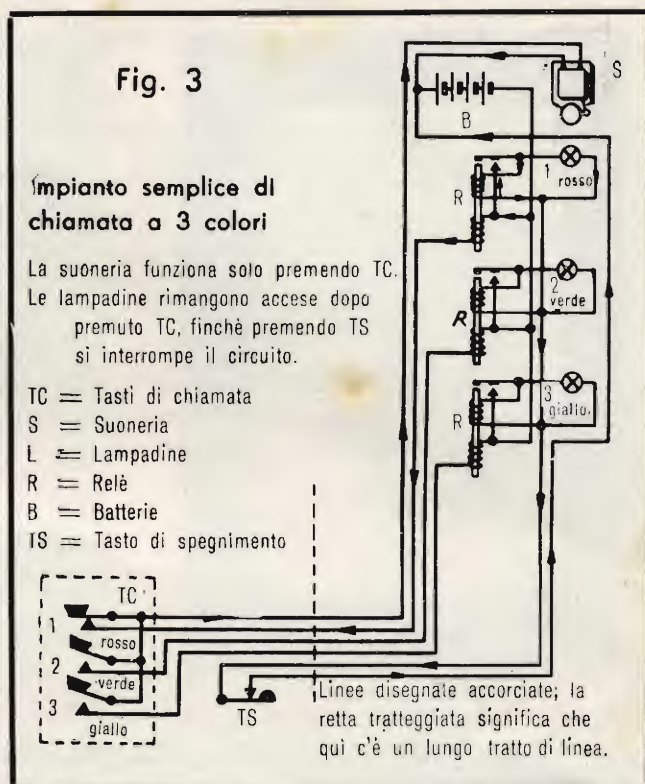 Fig. 3
Impianto semplice di
chiamata a 3 colori
La suoneria funziona solo premendo TC.
Le lampadine rimangono accese dopo
premuto TC, finchè premendo TS
si interrompe il circuito.
TC = Tasti di chiamata
S = Suoneria
L = Lampadine
R = Relè
B = Batterie
TS = Tasto di spegnimento
S
B
R
1
rosso
R
2
verde
R
3
giallo
TC
1
rosso
2
verde
3
giallo
TS
Linee disegnate accorciate; la
retta tratteggiata significa che
qui c'è un lungo tratto di linea.